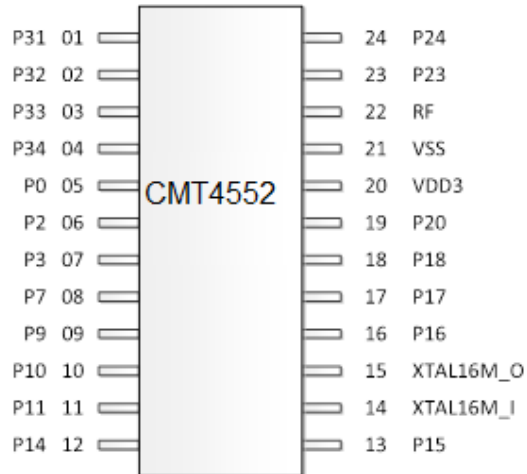 P31 01 24 P24
P32 02 23 P23
P33 03 22 RF
P34 04 21 VSS
P0 05 CMT4552 20 VDD3
P2 06 19 P20
P3 07 18 P18
P7 08 17 P17
P9 09 16 P16
P10 10 15 XTAL16M_O
P11 11 14 XTAL16M_I
P14 12 13 P15